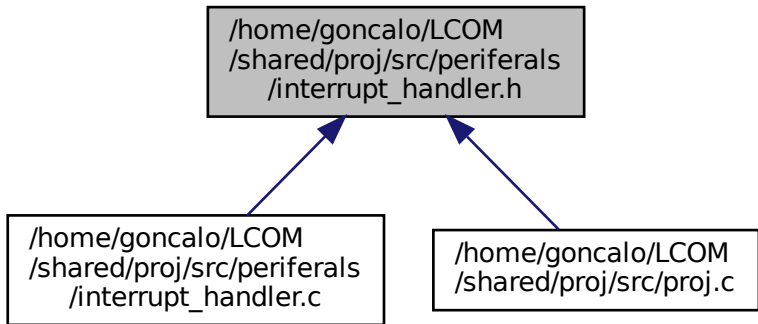 /home/goncalo/LCOM
/shared/proj/src/periferals
/interrupt_handler.h
/home/goncalo/LCOM
/shared/proj/src/periferals
/interrupt_handler.c
/home/goncalo/LCOM
/shared/proj/src/proj.c